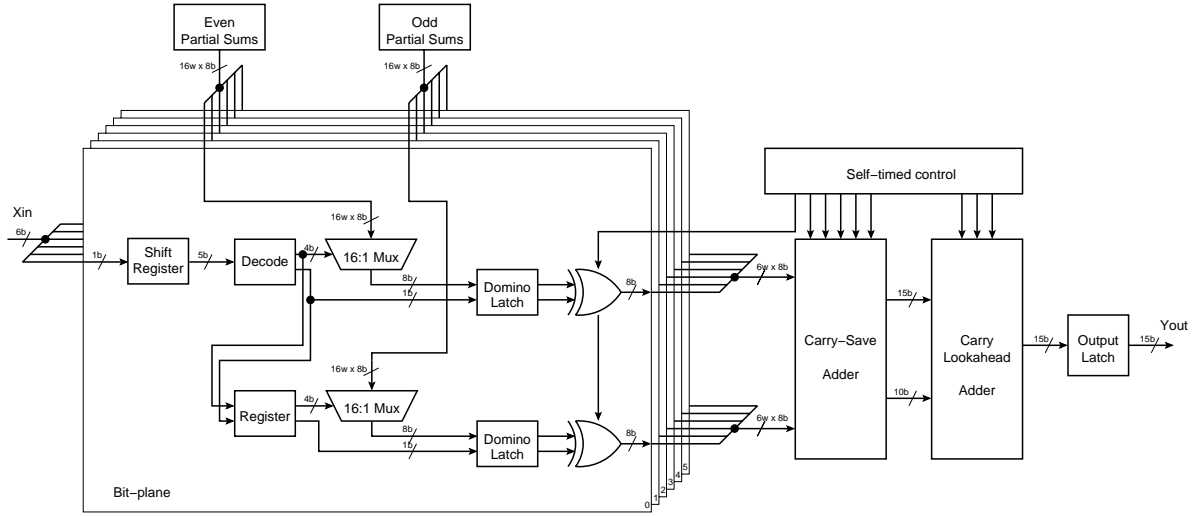 Even
Partial Sums
Odd
Partial Sums
16w x 8b
16w x 8b
Self−timed control
Xin
6b
1b
Shift
Register
5b
Decode
4b
16w x 8b
16:1 Mux
8b
1b
Domino
Latch
8b
6w x 8b
Carry−Save
Adder
15b
10b
Carry
Lookahead
Adder
15b
Output
Latch
15b
Yout
16w x 8b
Register
4b
16:1 Mux
8b
1b
Domino
Latch
8b
6w x 8b
Bit−plane
0
1
2
3
4
5